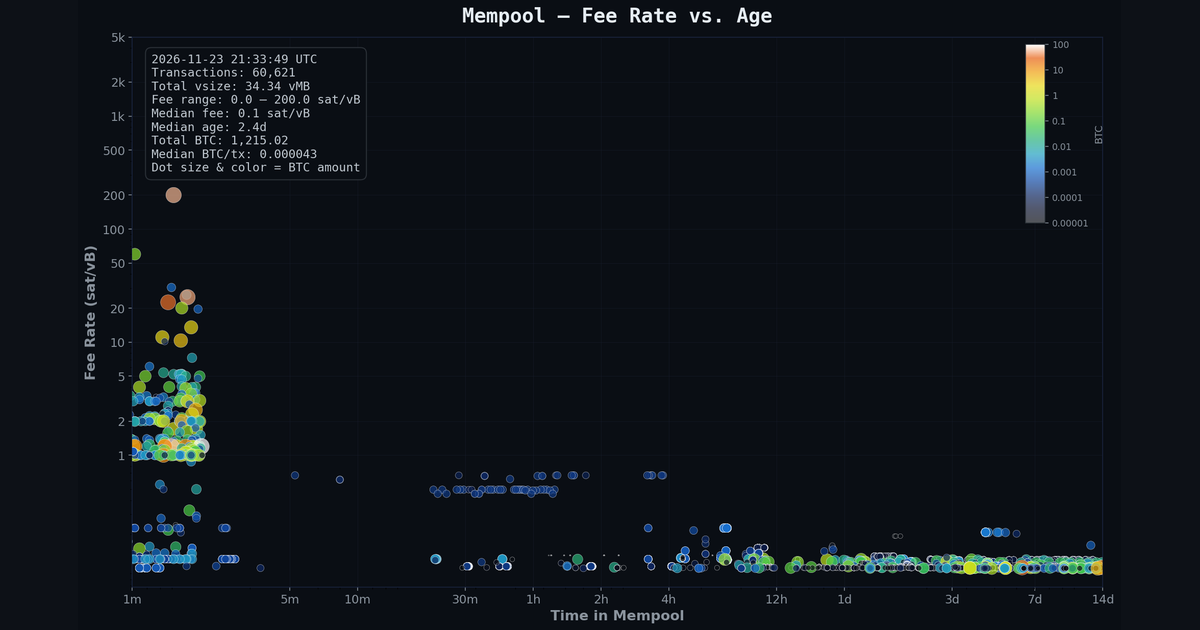 Mempool — Fee Rate vs. Age
2026-11-23 21:33:49 UTC
Transactions: 60,621
Total vsize: 34.34 vMB
Fee range: 0.0 – 200.0 sat/vB
Median fee: 0.1 sat/vB
Median age: 2.4d
Total BTC: 1,215.02
Median BTC/tx: 0.000043
Dot size & color = BTC amount
5k
2k
1k
500
200
100
50
20
10
5
2
1
Fee Rate (sat/vB)
100
10
1
0.1
0.01
0.001
0.0001
0.00001
BTC
1m 5m 10m 30m 1h 2h 4h 12h 1d 3d 7d 14d
Time in Mempool